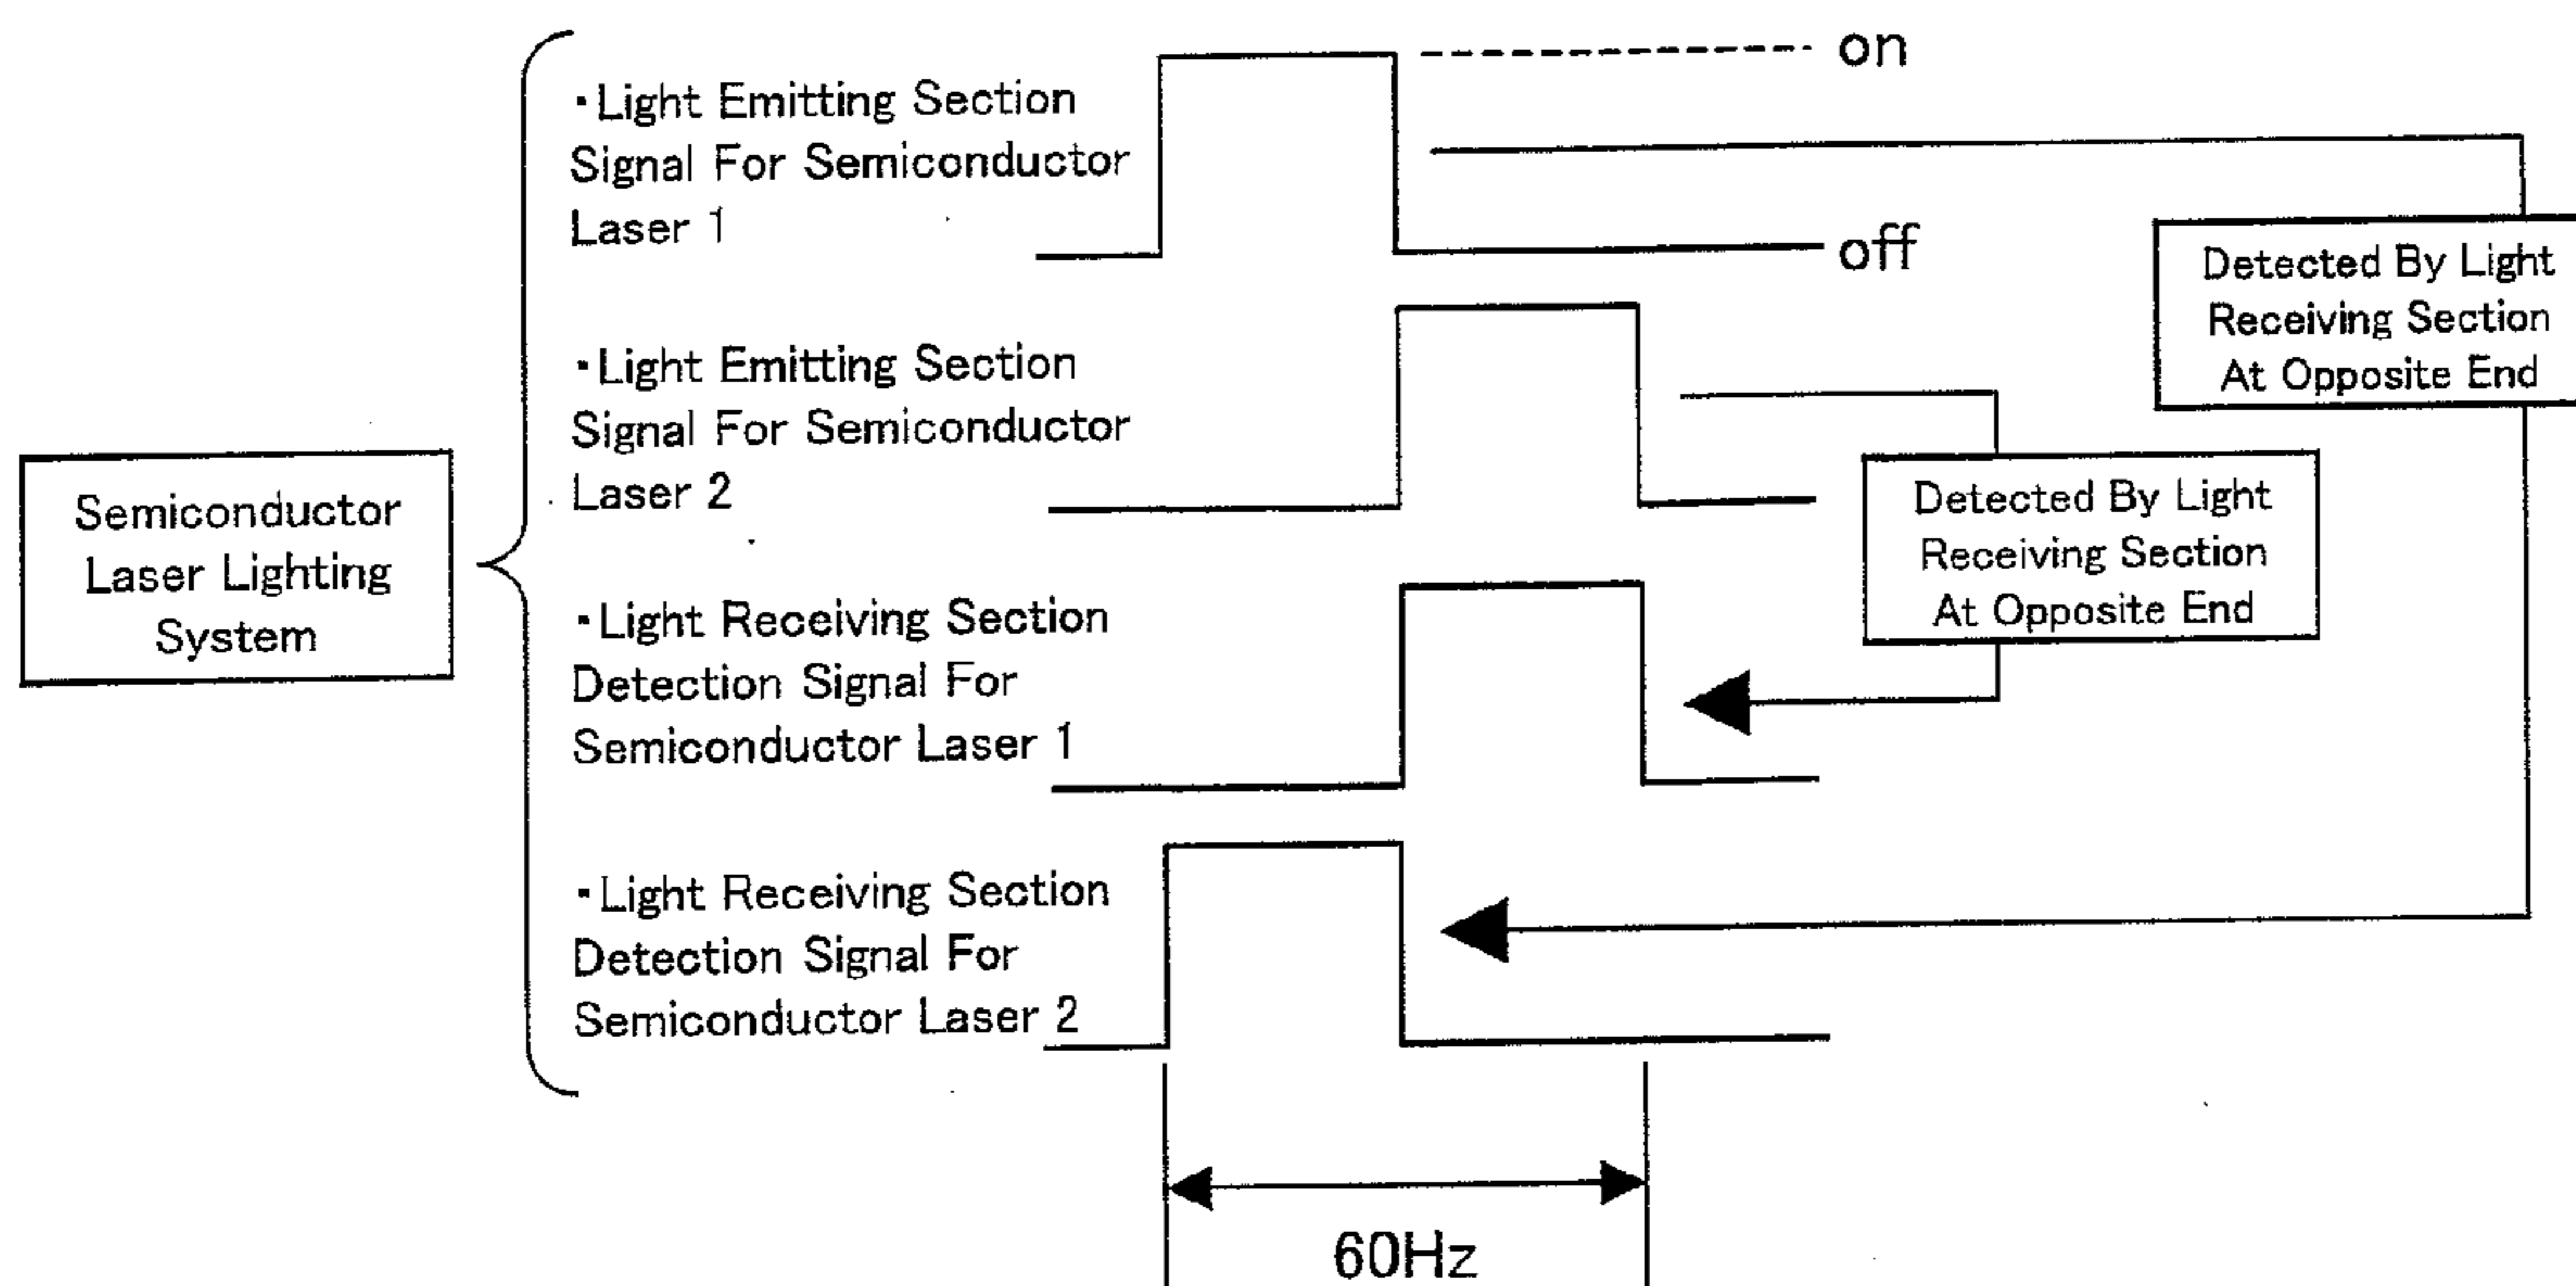 Semiconductor
Laser Lighting
System
・Light Emitting Section
Signal For Semiconductor
Laser 1
on
off
・Light Emitting Section
Signal For Semiconductor
Laser 2
・Light Receiving Section
Detection Signal For
Semiconductor Laser 1
・Light Receiving Section
Detection Signal For
Semiconductor Laser 2
Detected By Light
Receiving Section
At Opposite End
Detected By Light
Receiving Section
At Opposite End
60Hz